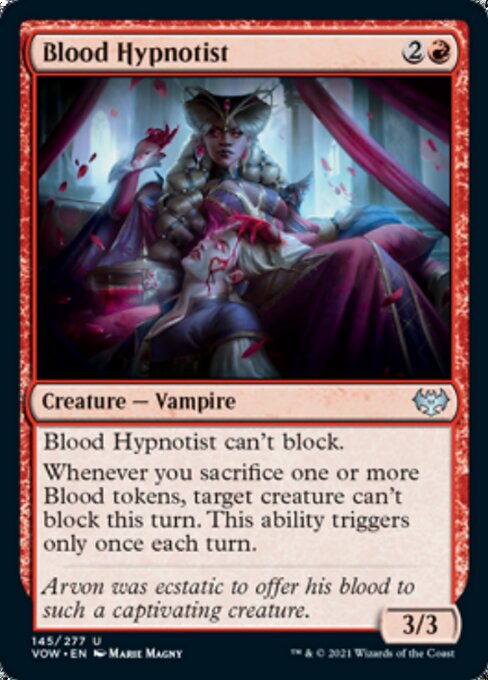 Blood Hypnotist 2
Creature — Vampire
Blood Hypnotist can't block.
Whenever you sacrifice one or more
Blood tokens, target creature can't
block this turn. This ability triggers
only once each turn.
Arvon was ecstatic to offer his blood to
such a captivating creature.
3/3
145/277 U
VOW • EN Marie Magny
™ & © 2021 Wizards of the Coast